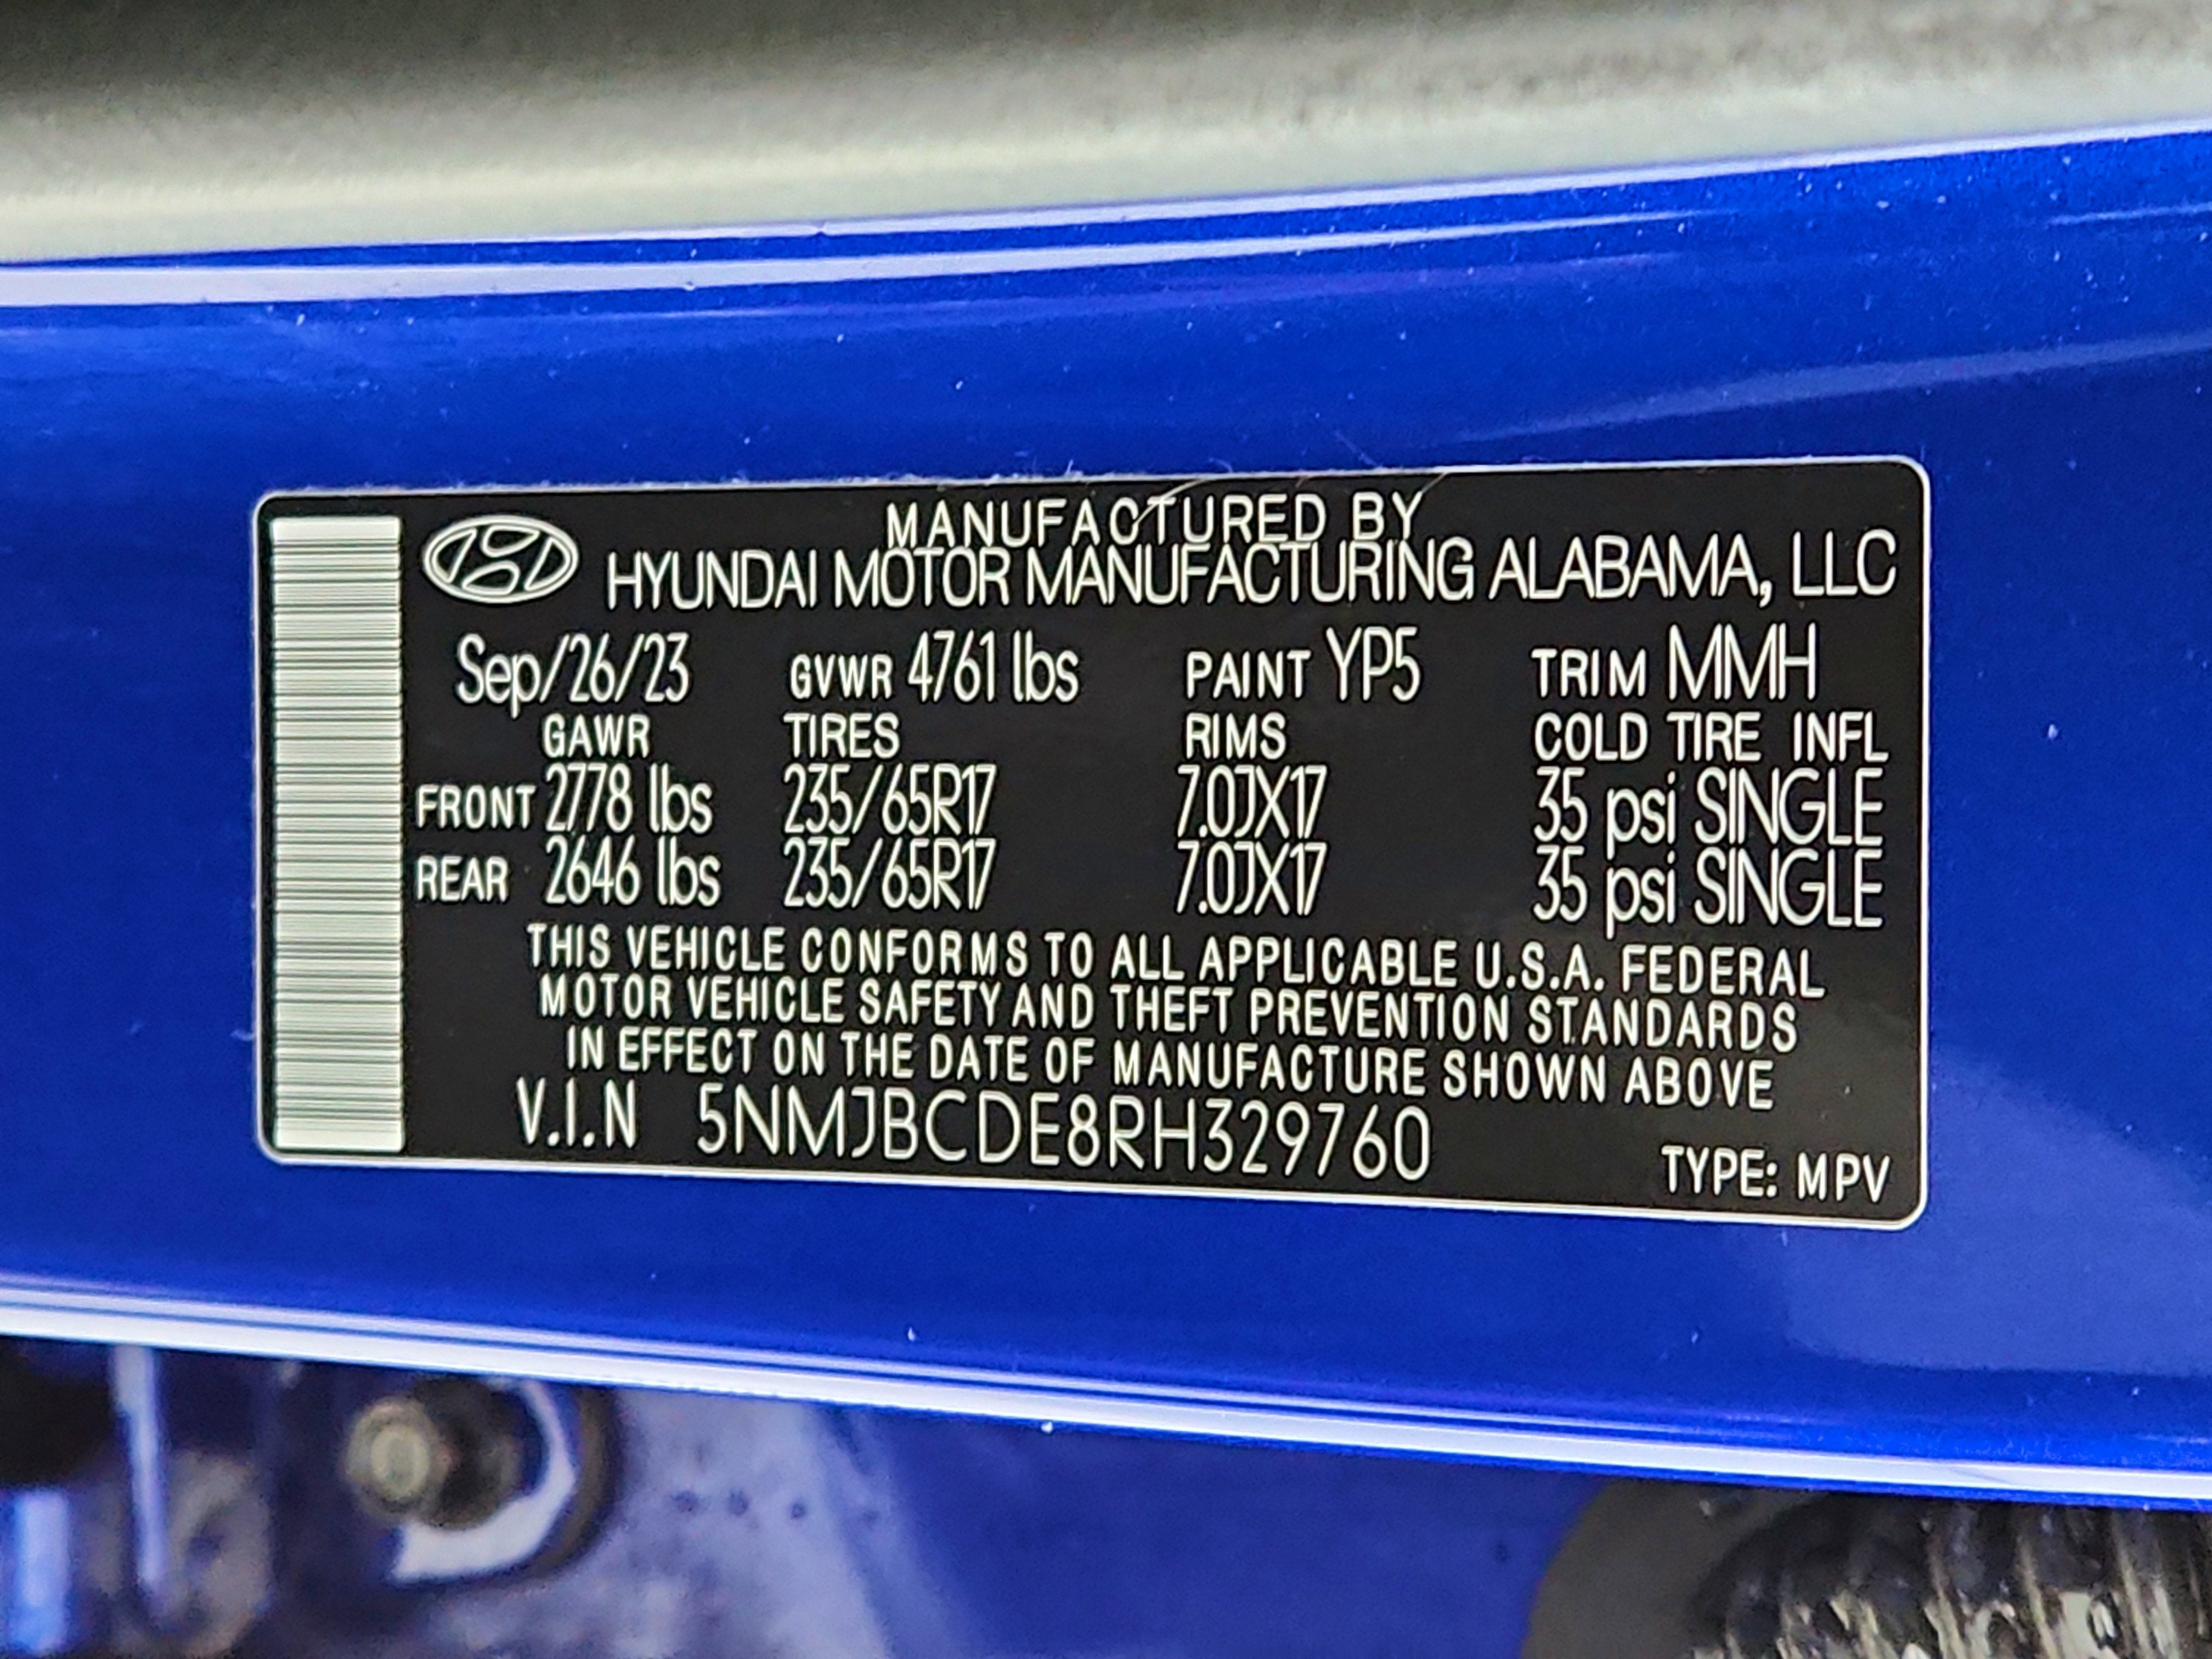 MANUFACTURED BY
HYUNDAI MOTOR MANUFACTURING ALABAMA, LLC
Sep/26/23 GVWR 4761 lbs PAINT YP5 TRIM MMH
GAWR TIRES RIMS COLD TIRE INFL
FRONT 2778 lbs 235/65R17 7.0JX17 35 psi SINGLE
REAR 2646 lbs 235/65R17 7.0JX17 35 psi SINGLE
THIS VEHICLE CONFORMS TO ALL APPLICABLE U.S.A. FEDERAL
MOTOR VEHICLE SAFETY AND THEFT PREVENTION STANDARDS
IN EFFECT ON THE DATE OF MANUFACTURE SHOWN ABOVE
V.I.N 5NMJBCDE8RH329760
TYPE: MPV